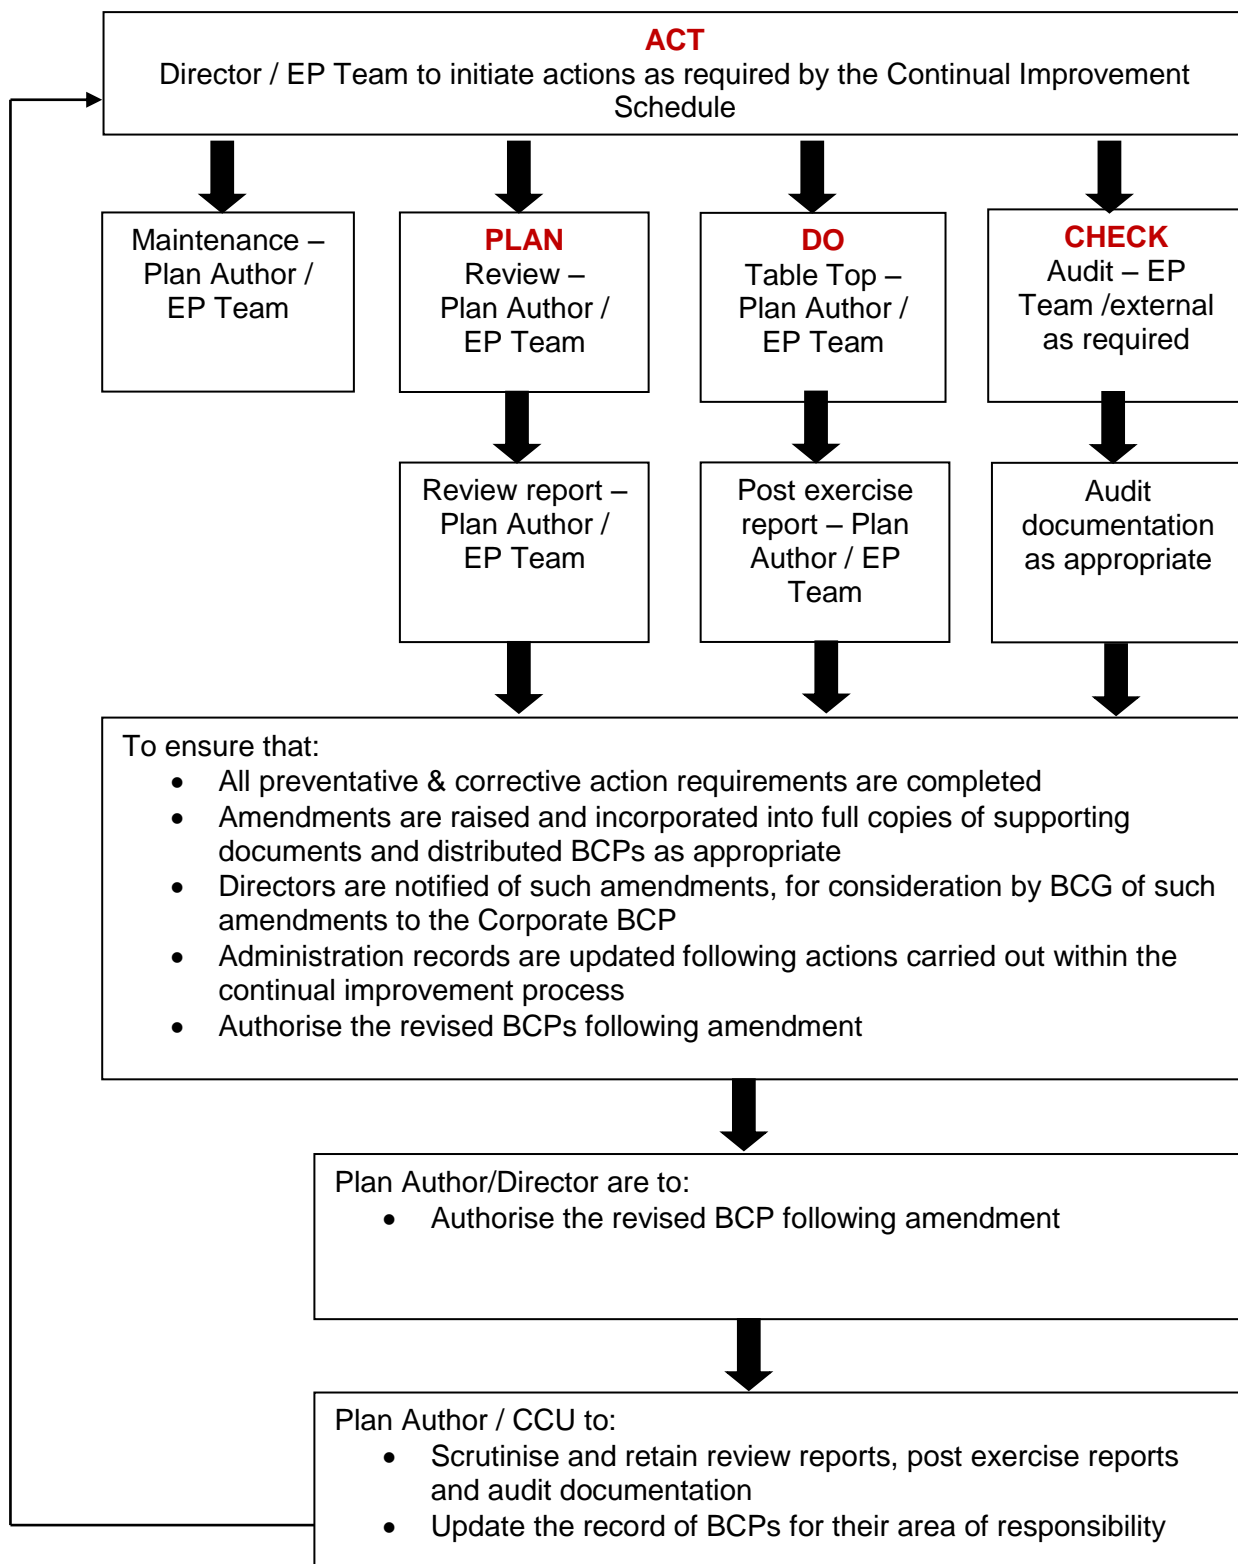 ACT
Director / EP Team to initiate actions as required by the Continual Improvement
Schedule
Maintenance –
Plan Author /
EP Team
PLAN
Review –
Plan Author /
EP Team
DO
Table Top –
Plan Author /
EP Team
CHECK
Audit – EP
Team /external
as required
Review report –
Plan Author /
EP Team
Post exercise
report – Plan
Author / EP
Team
Audit
documentation
as appropriate
To ensure that:
• All preventative & corrective action requirements are completed
• Amendments are raised and incorporated into full copies of supporting
documents and distributed BCPs as appropriate
• Directors are notified of such amendments, for consideration by BCG of such
amendments to the Corporate BCP
• Administration records are updated following actions carried out within the
continual improvement process
• Authorise the revised BCPs following amendment
Plan Author/Director are to:
• Authorise the revised BCP following amendment
Plan Author / CCU to:
• Scrutinise and retain review reports, post exercise reports
and audit documentation
• Update the record of BCPs for their area of responsibility